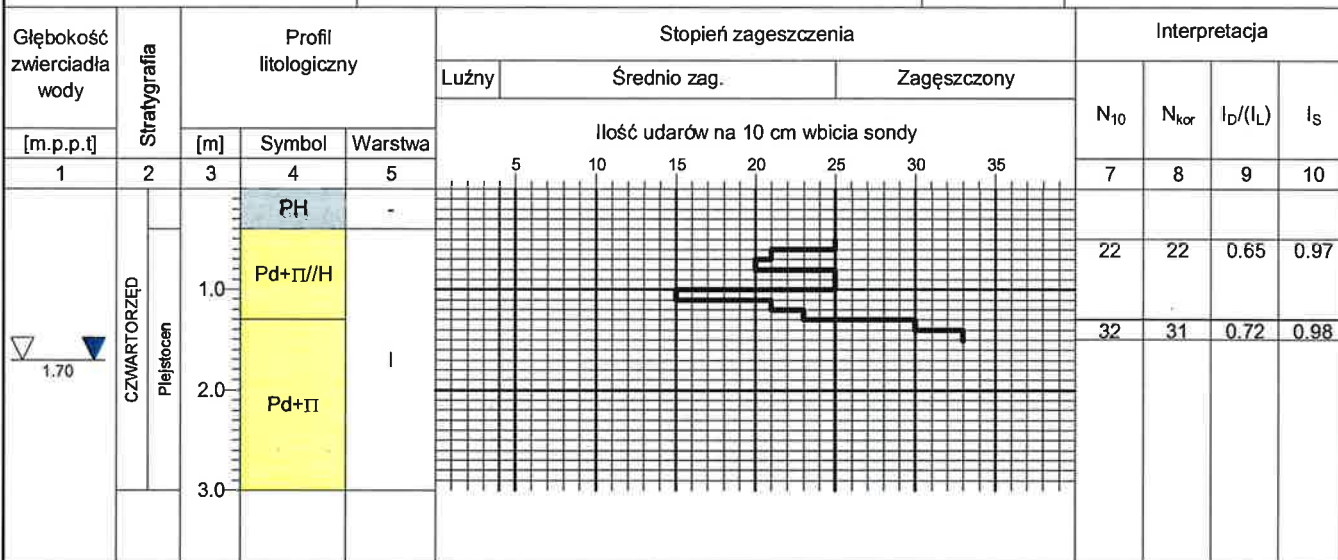 Głębokość zwierciadła wody
[m.p.p.t]
1
Stratygrafia
2
Profil litologiczny
[m] Symbol Warstwa
3 4 5
Stopień zagęszczenia
Luźny Średnio zag. Zagęszczony
Ilość udarów na 10 cm wbicia sondy
5 10 15 20 25 30 35
Interpretacja
N10 Nkor ID/(IL) IS
7 8 9 10
PH -
22 22 0.65 0.97
Pd+Π//H
1.0
32 31 0.72 0.98
1.70
CZWARTORZĘD
Plejstocen
I
2.0
Pd+Π
3.0